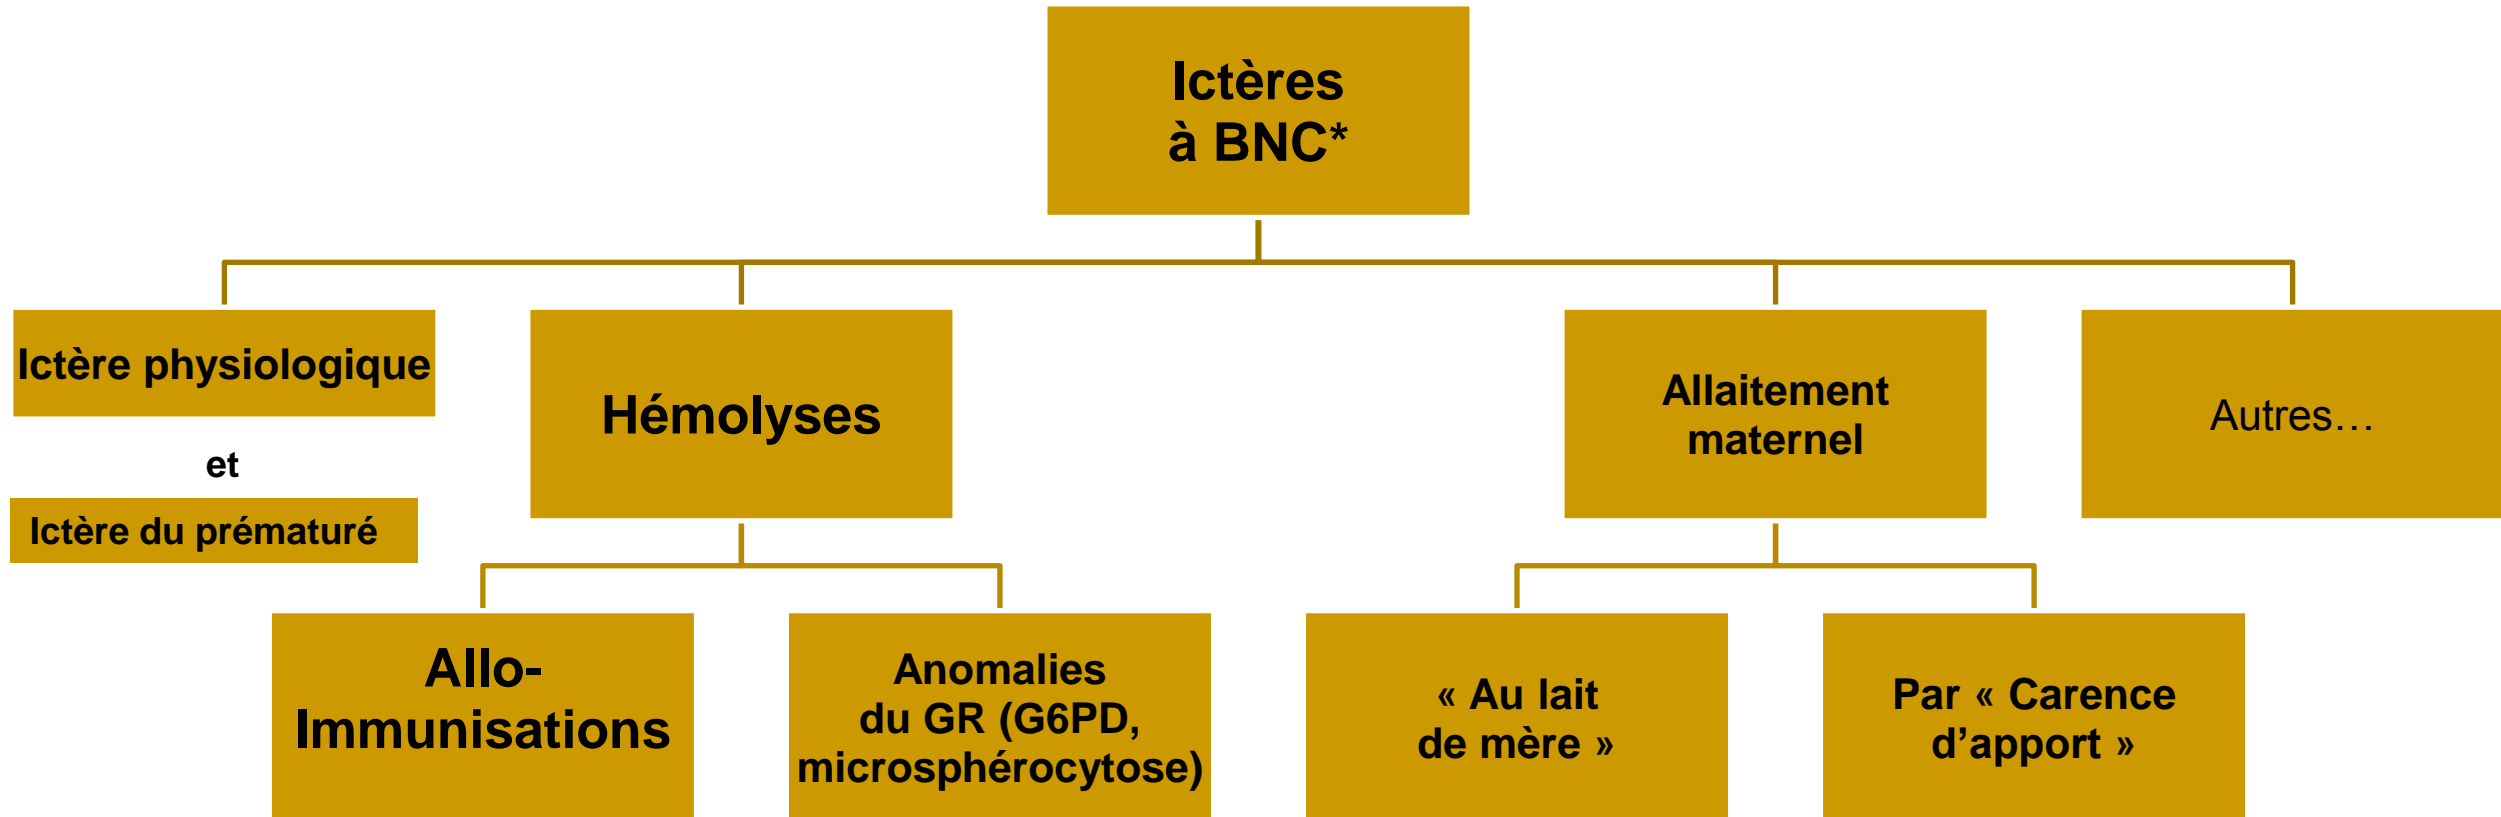 Ictères
à BNC*
Ictère physiologique
et
Ictère du prématuré
Hémolyses
Allaitement
maternel
Autres…
Allo-
Immunisations
Anomalies
du GR (G6PD,
microsphérocytose)
« Au lait
de mère »
Par « Carence
d’apport »